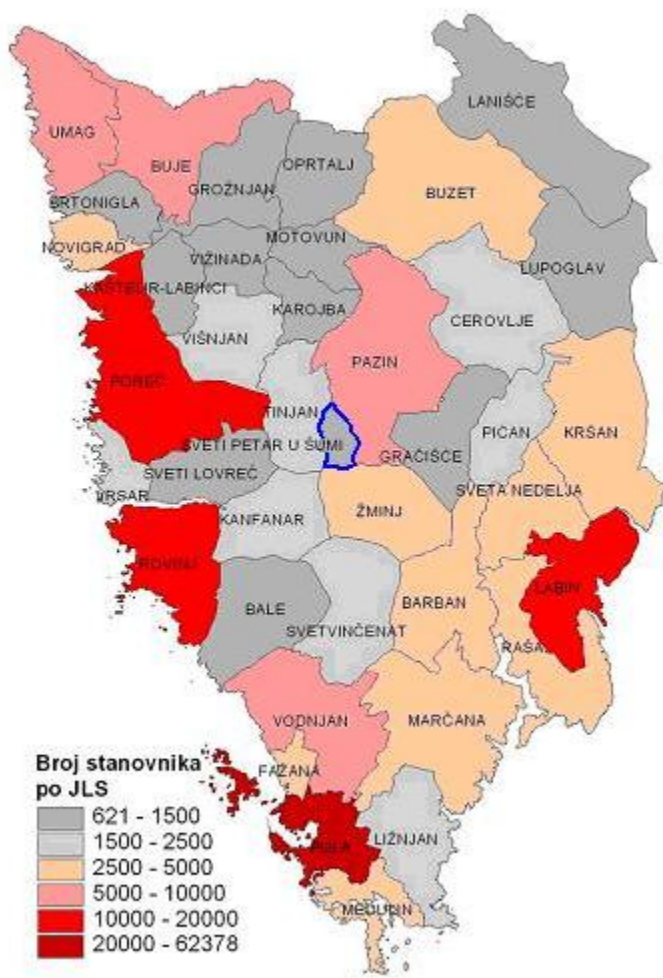 LANIŠĆE
UMAG
BUJE
OPRTALJ
GROŽNJAN
BUZET
BRTONIGLA
NOVIGRAD
MOTOVUN
VIŽINADA
LUPOGLAV
KAŠTELIR-LABINCI
KAROJBA
CEROVLJE
VIŠNJAN
PAZIN
POREČ
TINJAN
PIĆAN
KRŠAN
SVETI PETAR U ŠUMI
GRAČIŠĆE
SVETI LOVREČ
VRSAR
SVETA NEDELJA
KANFANAR
ŽMINJ
ROVINJ
LABIN
BALE
BARBAN
SVETVINČENAT
RAŠA
VODNJAN
MARČANA
FAŽANA
PULA
LIŽNJAN
MEDULIN
Broj stanovnika
po JLS
621 - 1500
1500 - 2500
2500 - 5000
5000 - 10000
10000 - 20000
20000 - 62378